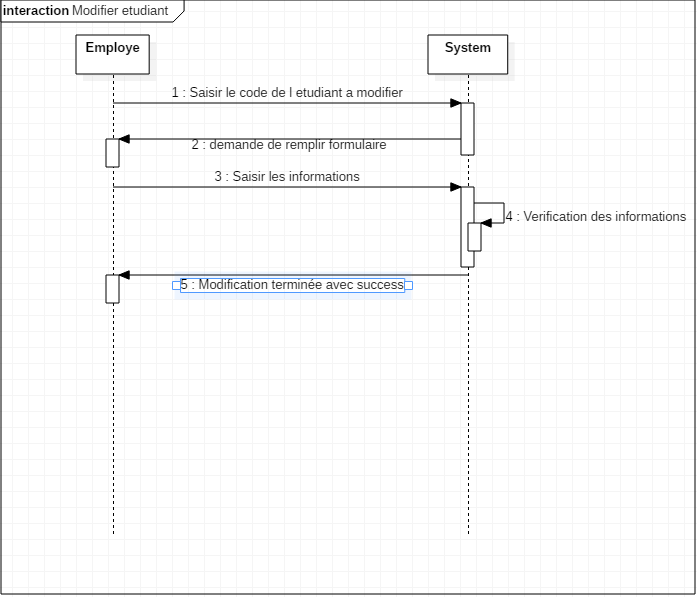 interaction Modifier etudiant
Employe
System
1 : Saisir le code de l etudiant a modifier
2 : demande de remplir formulaire
3 : Saisir les informations
4 : Verification des informations
5 : Modification terminée avec success